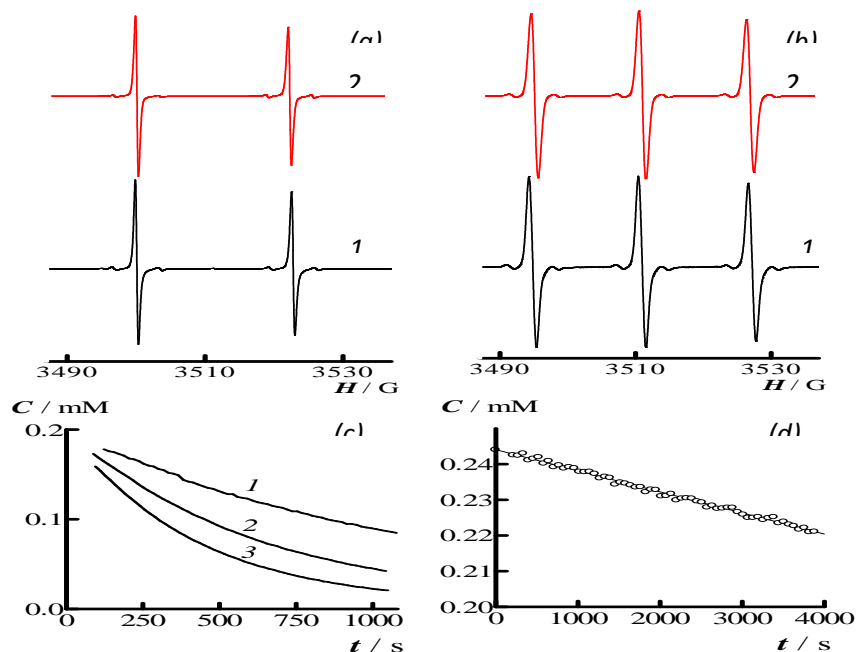 (a)
(b)
2
2
1
1
3490 3510 3530
H / G
3490 3510 3530
H / G
C / mM
C / mM
(c)
(d)
0.2
0.1
0.0
1
2
3
0 250 500 750 1000
t / s
0.24
0.23
0.22
0.21
0.20
0 1000 2000 3000 4000
t / s